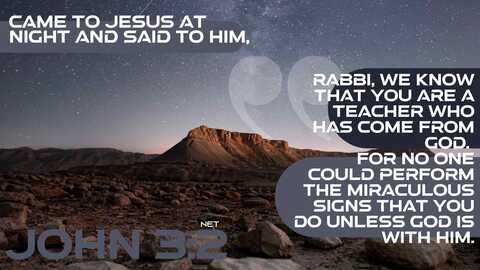 CAME TO JESUS AT
NIGHT AND SAID TO HIM,
RABBI, WE KNOW
THAT YOU ARE A
TEACHER WHO
HAS COME FROM
GOD.
FOR NO ONE
COULD PERFORM
THE MIRACULOUS
SIGNS THAT YOU
DO UNLESS GOD IS
WITH HIM.
NET
JOHN 3:2